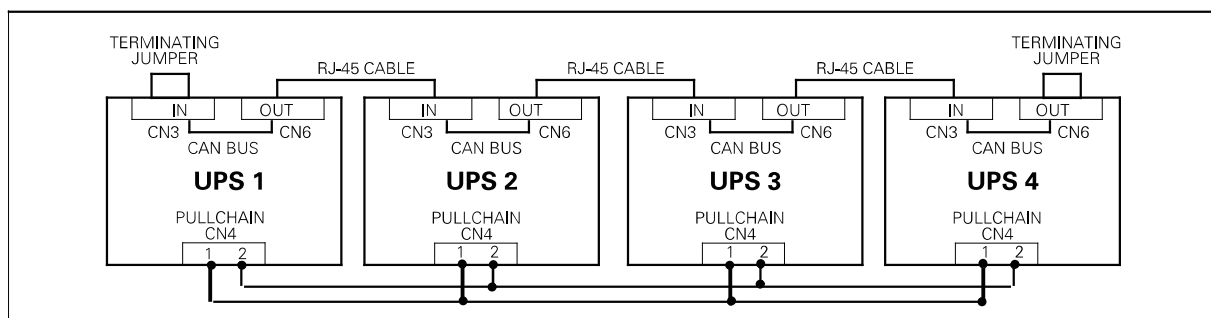 TERMINATING
JUMPER
TERMINATING
JUMPER
RJ-45 CABLE
RJ-45 CABLE
RJ-45 CABLE
IN
OUT
IN
OUT
IN
OUT
IN
OUT
CN3
CN6
CN3
CN6
CN3
CN6
CN3
CN6
CAN BUS
CAN BUS
CAN BUS
CAN BUS
UPS 1
UPS 2
UPS 3
UPS 4
PULLCHAIN
CN4
PULLCHAIN
CN4
PULLCHAIN
CN4
PULLCHAIN
CN4
1 2
1 2
1 2
1 2